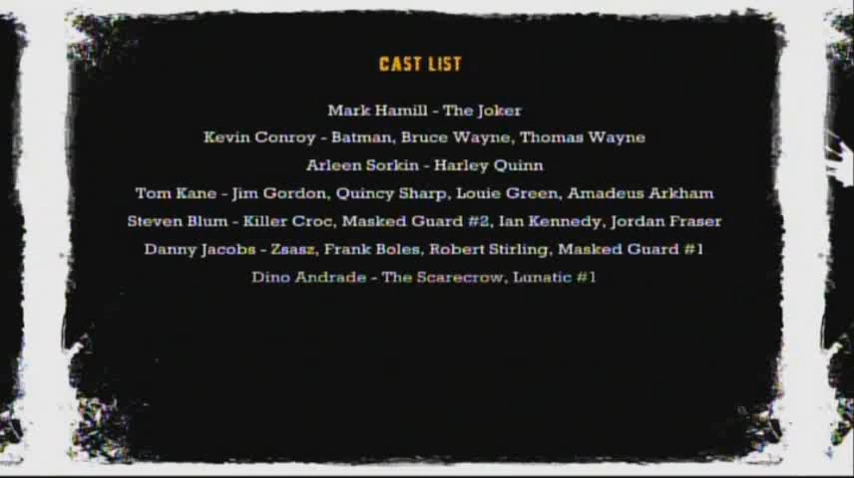 CAST LIST
Mark Hamill - The Joker
Kevin Conroy - Batman, Bruce Wayne, Thomas Wayne
Arleen Sorkin - Harley Quinn
Tom Kane - Jim Gordon, Quincy Sharp, Louie Green, Amadeus Arkham
Steven Blum - Killer Croc, Masked Guard #2, Ian Kennedy, Jordan Fraser
Danny Jacobs - Zsasz, Frank Boles, Robert Stirling, Masked Guard #1
Dino Andrade - The Scarecrow, Lunatic #1